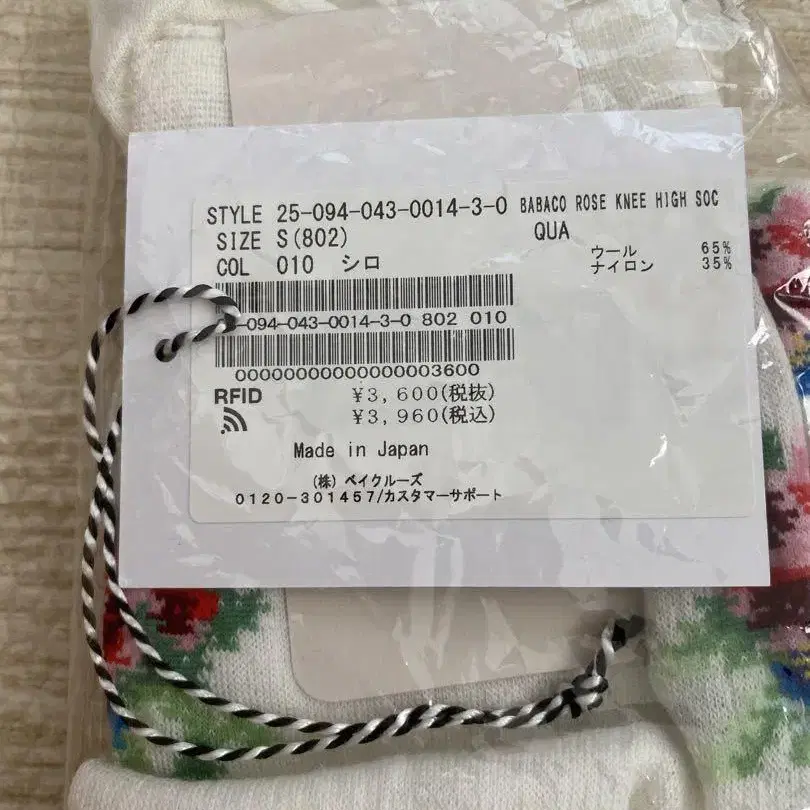 STYLE 25-094-043-0014-3-0 BABACO ROSE KNEE HIGH SOC
SIZE S(802) QUA
ウール 65%
COL 010 シロ
ナイロン 35%
-094-043-0014-3-0 802 010
00000000000000003600
RFID
¥3,600(税抜)
¥3,960(税込)
Made in Japan
(株)ベイクルーズ
0120-301457/カスタマーサポート